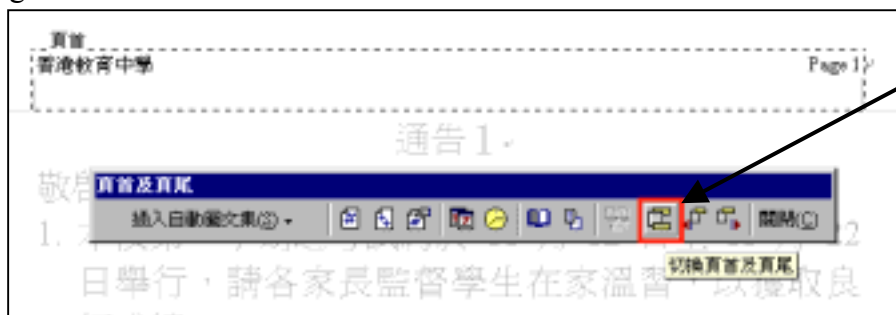 頁首
香港教育中學 Page 1
通告1
敬啓
頁首及頁尾
插入自動圖文集(S) 關閉(C)
1.
切換頁首及頁尾
日舉行，請各家長監督學生在家溫習，以獲取良